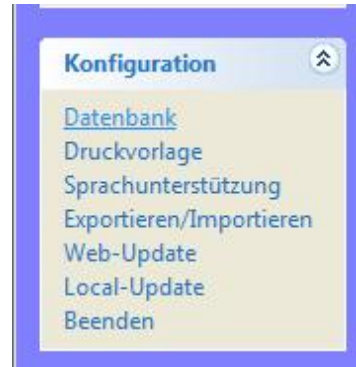 Konfiguration
Datenbank
Druckvorlage
Sprachunterstützung
Exportieren/Importieren
Web-Update
Local-Update
Beenden